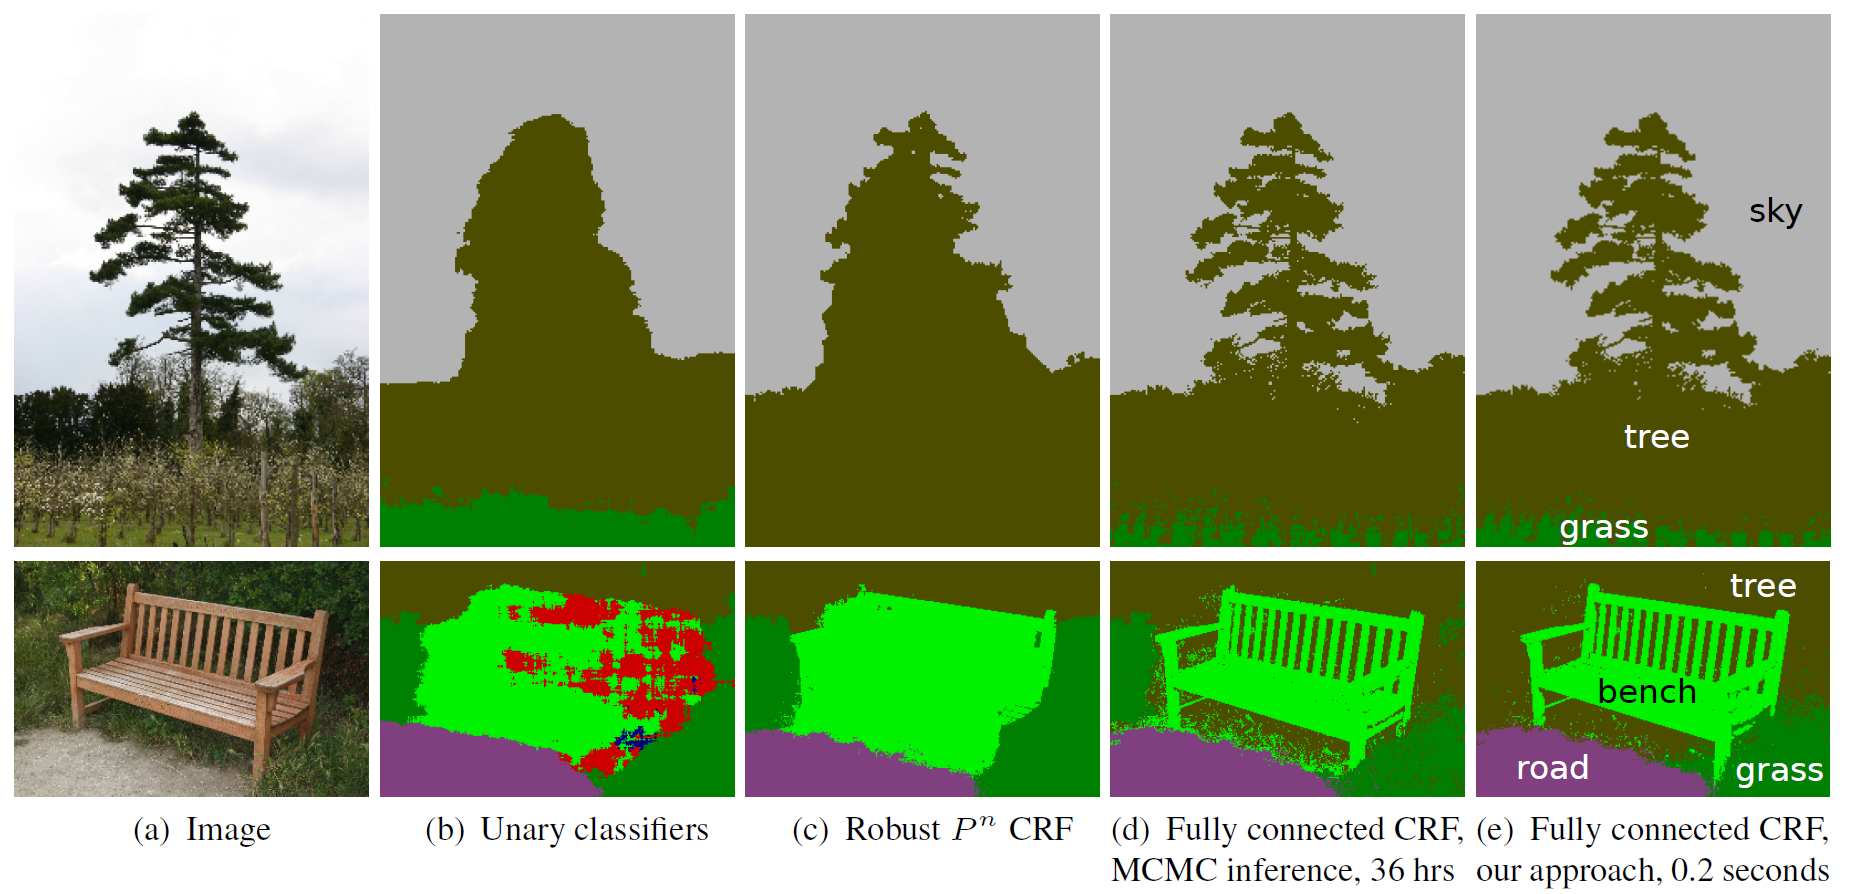 sky
tree
grass
tree
bench
road
grass
(a) Image
(b) Unary classifiers
(c) Robust Pⁿ CRF
(d) Fully connected CRF,
MCMC inference, 36 hrs
(e) Fully connected CRF,
our approach, 0.2 seconds